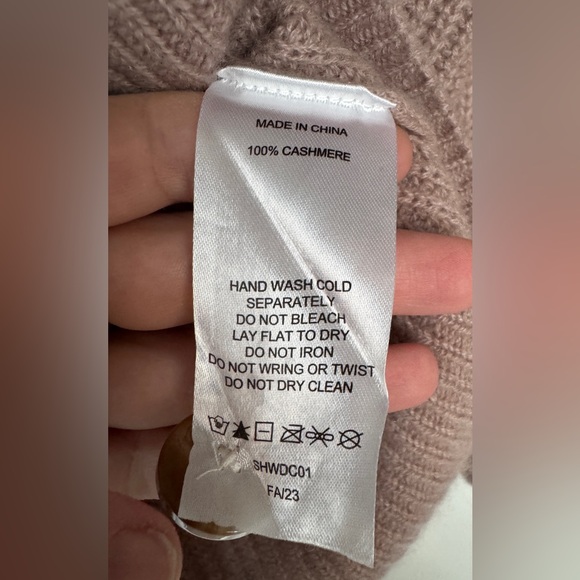 MADE IN CHINA
100% CASHMERE
HAND WASH COLD
SEPARATELY
DO NOT BLEACH
LAY FLAT TO DRY
DO NOT IRON
DO NOT WRING OR TWIST
DO NOT DRY CLEAN
SHWDC01
FA/23